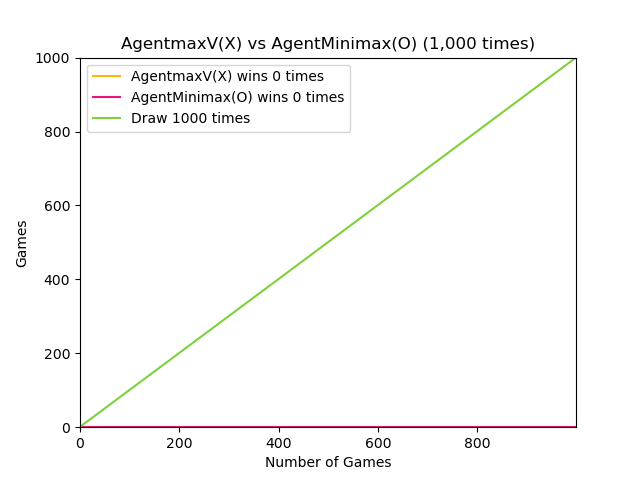 AgentmaxV(X) vs AgentMinimax(O) (1,000 times)
1000
800
600
400
200
0
Games
AgentmaxV(X) wins 0 times
AgentMinimax(O) wins 0 times
Draw 1000 times
0 200 400 600 800
Number of Games